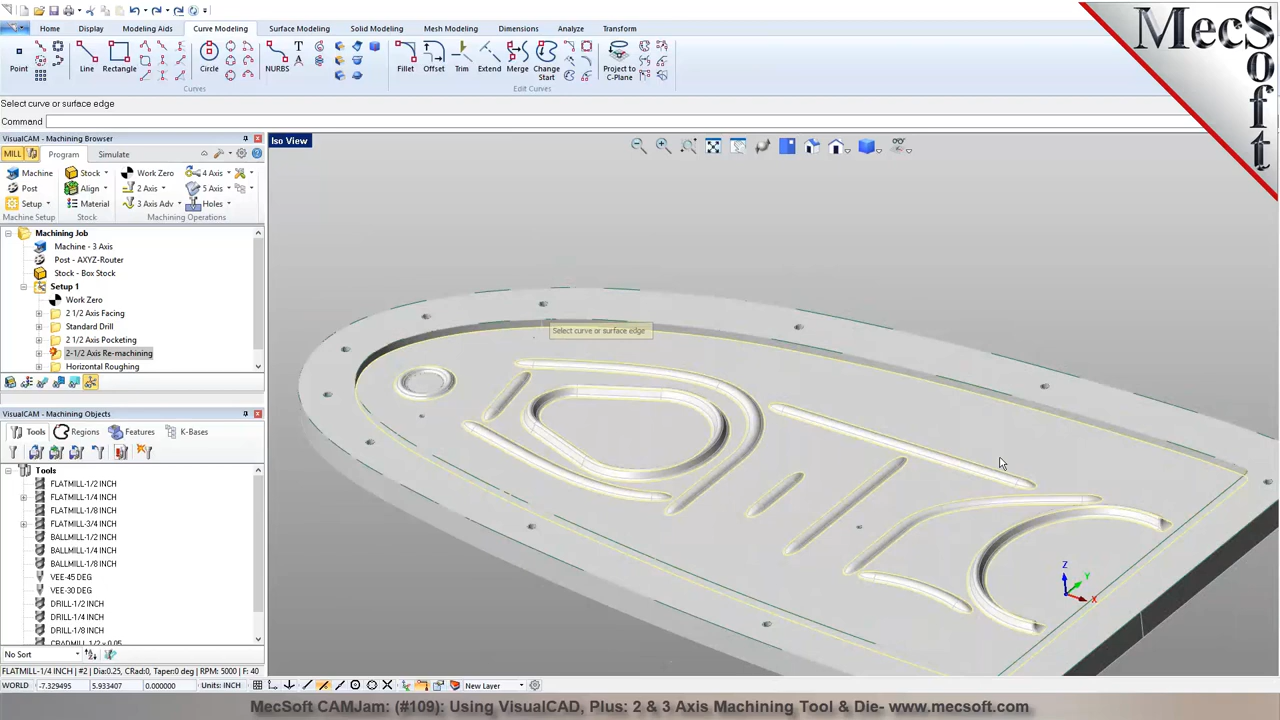 Home Display Modeling Aids Curve Modeling Surface Modeling Solid Modeling Mesh Modeling Dimensions Analyze Transform
Point Line Rectangle Circle NURBS Fillet Offset Trim Extend Merge Change Start Project to C-Plane
Curves Edit Curves
Select curve or surface edge
Command
VisualCAM - Machining Browser
Iso View
MILL Program Simulate
Machine Stock Work Zero 4 Axis
Post Align 2 Axis 5 Axis
Setup Material 3 Axis Adv Holes
Machine Setup Stock Machining Operations
Machining Job
Machine - 3 Axis
Post - AXYZ-Router
Stock - Box Stock
Setup 1
Work Zero
2 1/2 Axis Facing
Standard Drill
2 1/2 Axis Pocketing
2-1/2 Axis Re-machining
Horizontal Roughing
Select curve or surface edge
VisualCAM - Machining Objects
Tools Regions Features K-Bases
Tools
FLATMILL-1/2 INCH
FLATMILL-1/4 INCH
FLATMILL-1/8 INCH
FLATMILL-3/4 INCH
BALLMILL-1/2 INCH
BALLMILL-1/4 INCH
BALLMILL-1/8 INCH
VEE-45 DEG
VEE-30 DEG
DRILL-1/2 INCH
DRILL-1/4 INCH
DRILL-1/8 INCH
CRADMILL-1/2 x 0.05
No Sort
FLATMILL-1/4 INCH | #2 | Dia:0.25, CRad:0, Taper:0 deg | RPM: 5000 | F: 40
WORLD -7.329495 5.933407 0.000000 Units: INCH New Layer
Z
Y
X
MecSoft
MecSoft CAMJam: (#109): Using VisualCAD, Plus: 2 & 3 Axis Machining Tool & Die- www.mecsoft.com